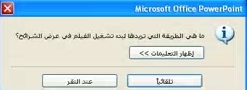 Microsoft Office PowerPoint
ما هي الطريقة التي تريدها لبدء تشغيل الفيلم في عرض الشرائح؟
إظهار التعليمات >>
تلقائياً
عند النقر